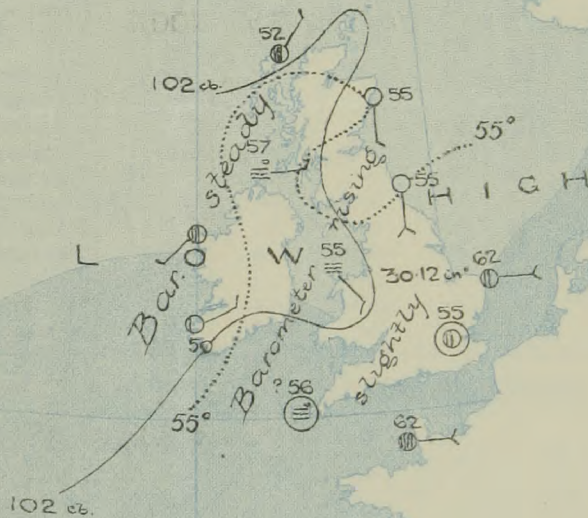 52
102 cb.
55
steady
57
55°
55
HIGH
rising
L
W
55
62
30.12 in
Bar.
Barometer
55
slightly
50
? 56
55°
62
102 cb.